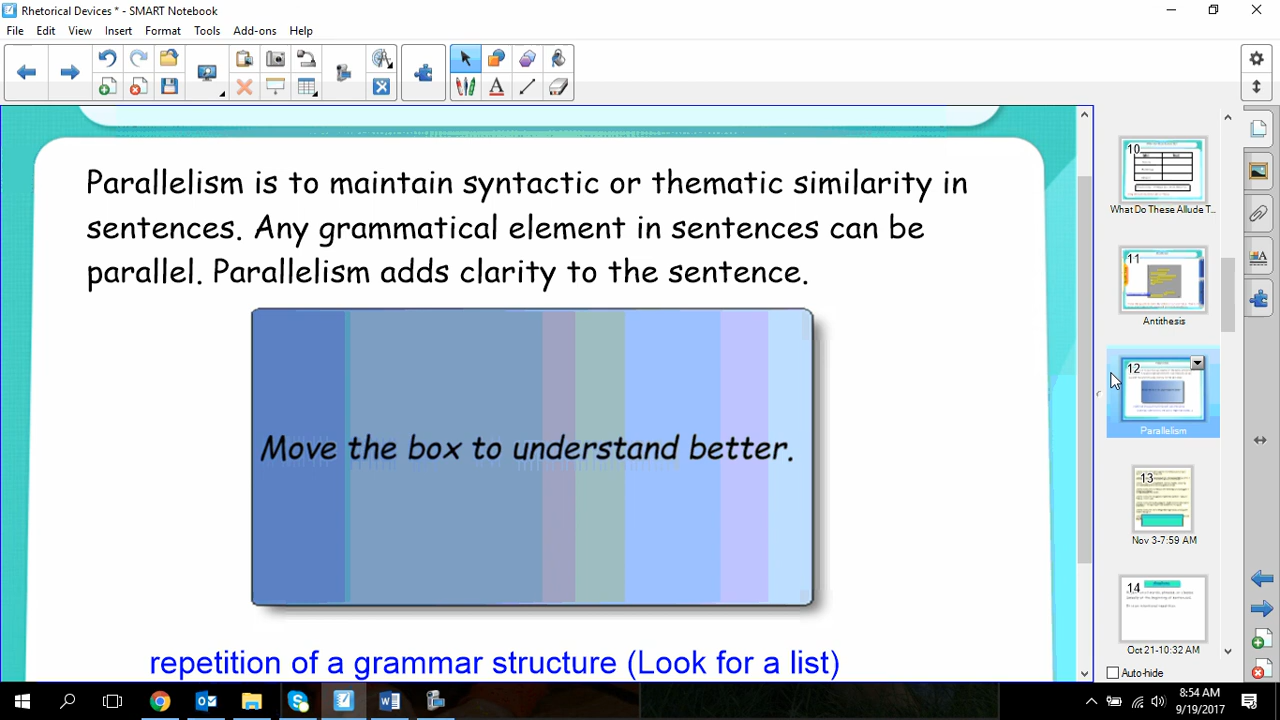 Rhetorical Devices * - SMART Notebook
File Edit View Insert Format Tools Add-ons Help
Parallelism is to maintain syntactic or thematic similarity in
sentences. Any grammatical element in sentences can be
parallel. Parallelism adds clarity to the sentence.
Move the box to understand better.
repetition of a grammar structure (Look for a list)
10
What Do These Allude T...
11
Antithesis
12
Parallelism
13
Nov 3-7:59 AM
14
Oct 21-10:32 AM
Auto-hide
8:54 AM
9/19/2017